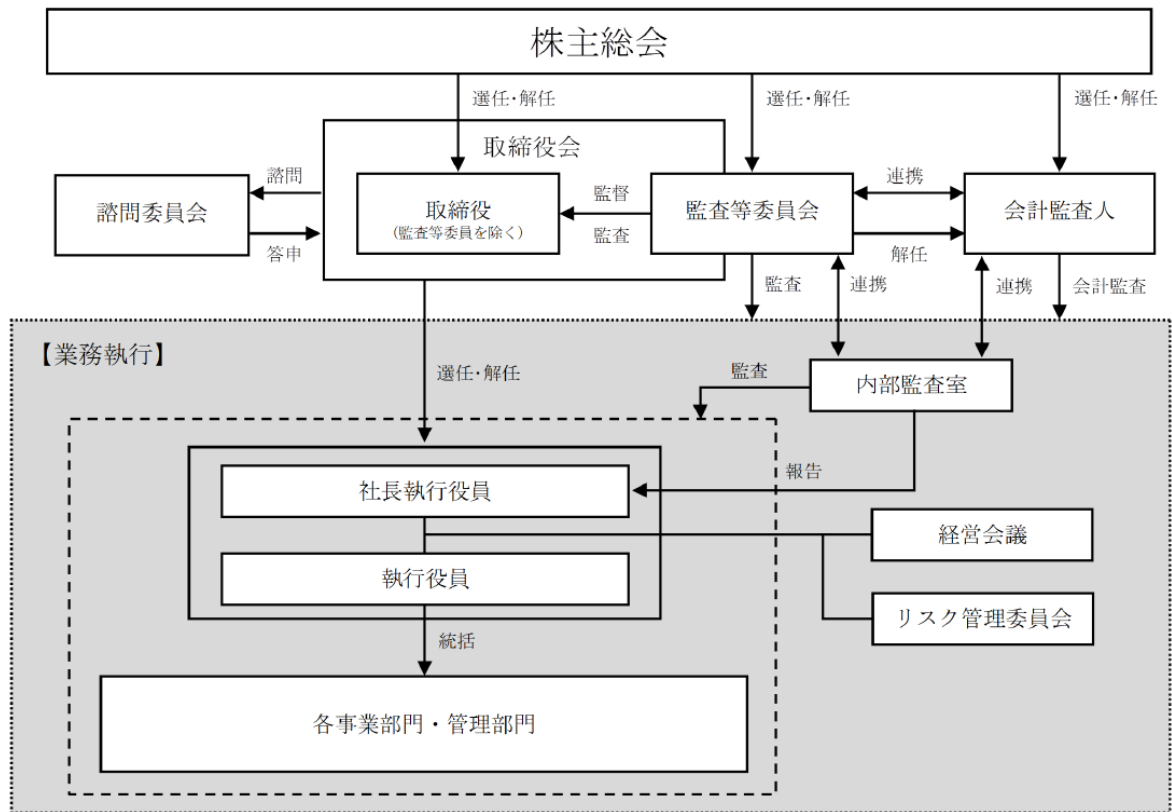 株主総会
選任・解任
選任・解任
選任・解任
取締役会
諮問
諮問委員会
答申
取締役
(監査等委員を除く)
監督
監査
監査等委員会
連携
解任
会計監査人
監査
連携
連携
会計監査
【業務執行】
選任・解任
監査
内部監査室
社長執行役員
報告
経営会議
執行役員
リスク管理委員会
統括
各事業部門・管理部門